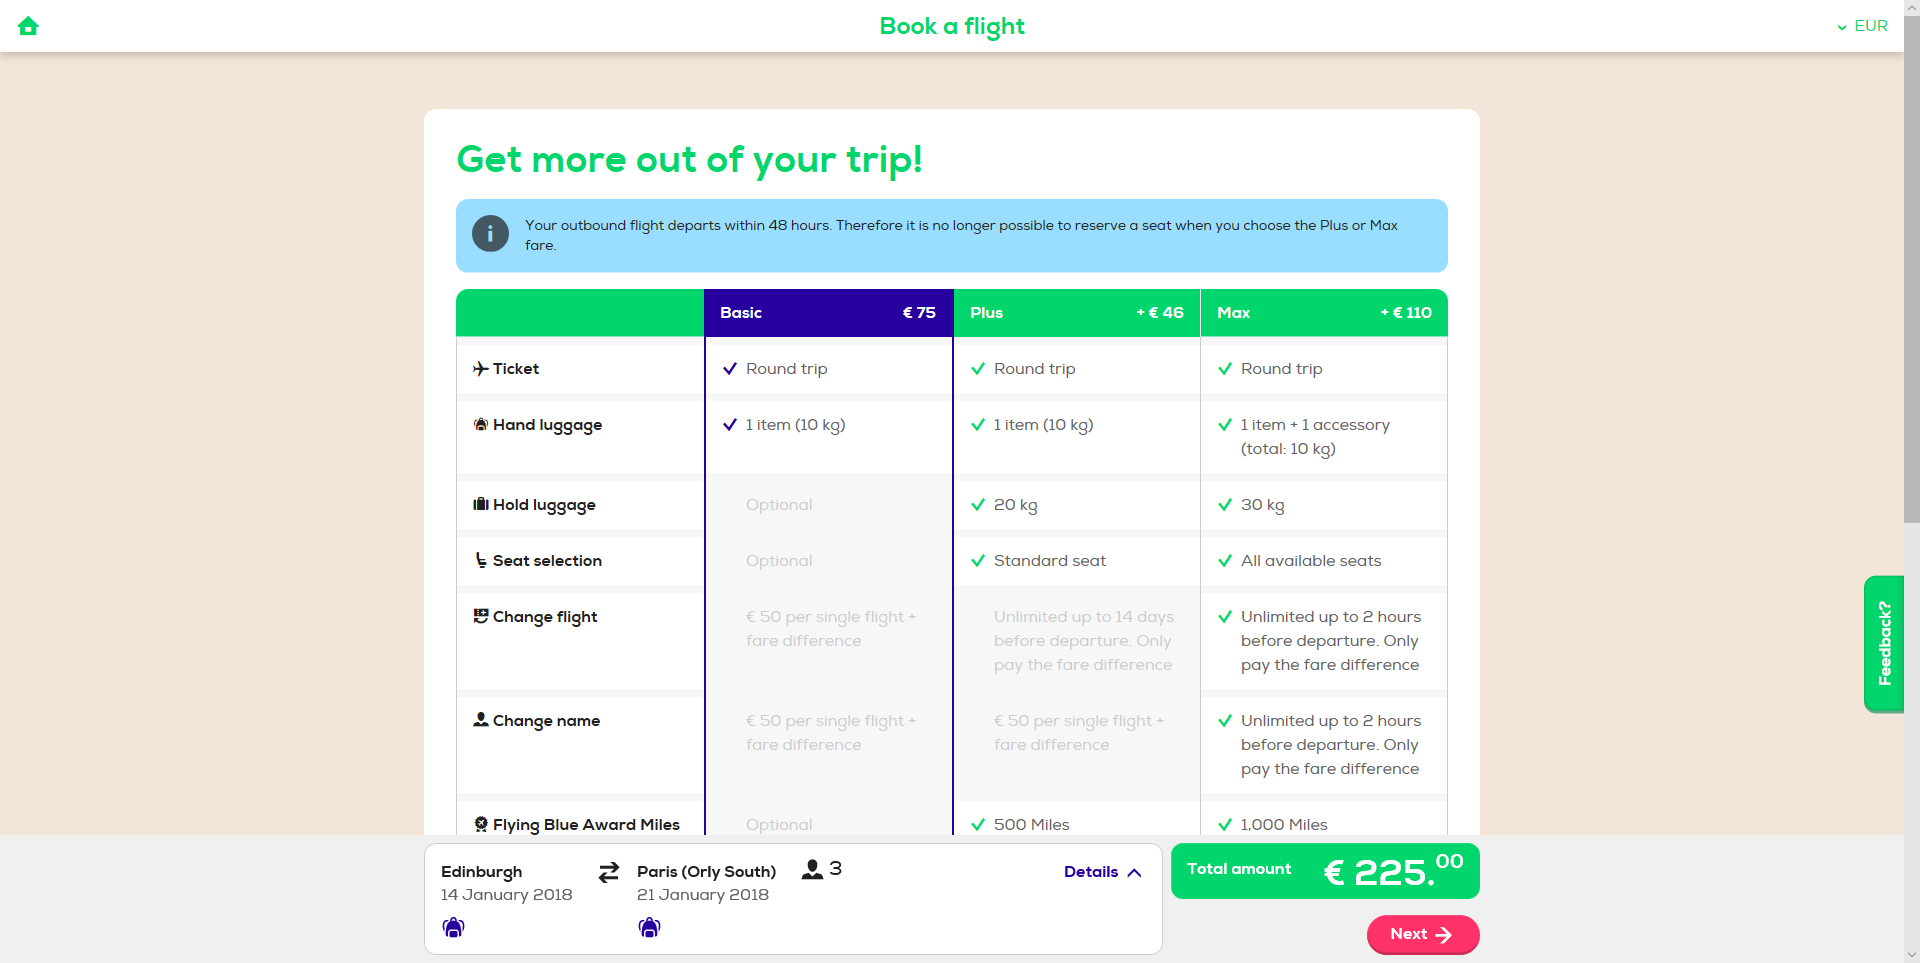 Book a flight
EUR
Get more out of your trip!
Your outbound flight departs within 48 hours. Therefore it is no longer possible to reserve a seat when you choose the Plus or Max
fare.
Basic € 75 Plus + € 46 Max + € 110
Ticket Round trip Round trip Round trip
Hand luggage 1 item (10 kg) 1 item (10 kg) 1 item + 1 accessory
(total: 10 kg)
Hold luggage Optional 20 kg 30 kg
Seat selection Optional Standard seat All available seats
Change flight € 50 per single flight + Unlimited up to 14 days Unlimited up to 2 hours
fare difference before departure. Only before departure. Only
pay the fare difference pay the fare difference
Change name € 50 per single flight + € 50 per single flight + Unlimited up to 2 hours
fare difference fare difference before departure. Only
pay the fare difference
Flying Blue Award Miles Optional 500 Miles 1,000 Miles
Feedback?
Edinburgh Paris (Orly South) 3 Details
14 January 2018 21 January 2018
Total amount € 225.00
Next